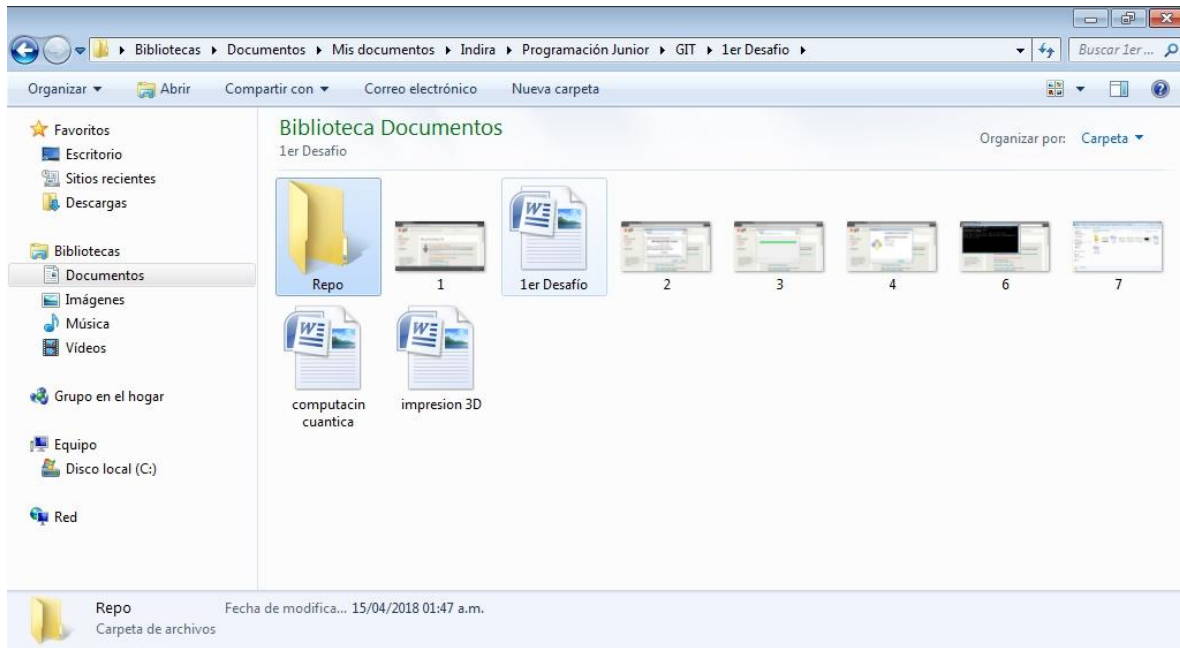 Bibliotecas ▸ Documentos ▸ Mis documentos ▸ Indira ▸ Programación Junior ▸ GIT ▸ 1er Desafio ▸
Buscar 1er ...
Organizar
Abrir
Compartir con
Correo electrónico
Nueva carpeta
Favoritos
Escritorio
Sitios recientes
Descargas
Bibliotecas
Documentos
Imágenes
Música
Vídeos
Grupo en el hogar
Equipo
Disco local (C:)
Red
Biblioteca Documentos
1er Desafio
Organizar por: Carpeta
Repo
1
1er Desafío
2
3
4
6
7
computacin
cuantica
impresion 3D
Repo
Fecha de modifica... 15/04/2018 01:47 a.m.
Carpeta de archivos